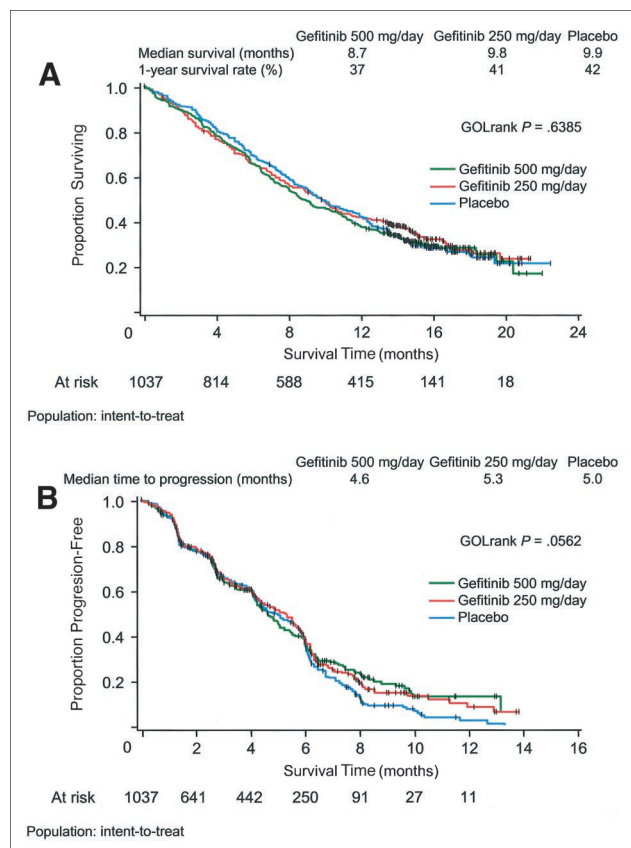 Gefitinib 500 mg/day Gefitinib 250 mg/day Placebo
Median survival (months) 8.7 9.8 9.9
A 1-year survival rate (%) 37 41 42
1.0
0.8
0.6
0.4
0.2
Proportion Surviving
GOLrank P = .6385
Gefitinib 500 mg/day
Gefitinib 250 mg/day
Placebo
0 4 8 12 16 20 24
Survival Time (months)
At risk 1037 814 588 415 141 18
Population: intent-to-treat
Gefitinib 500 mg/day Gefitinib 250 mg/day Placebo
B Median time to progression (months) 4.6 5.3 5.0
1.0
0.8
0.6
0.4
0.2
Proportion Progresion-Free
GOLrank P = .0562
Gefitinib 500 mg/day
Gefitinib 250 mg/day
Placebo
0 2 4 6 8 10 12 14 16
Survival Time (months)
At risk 1037 641 442 250 91 27 11
Population: intent-to-treat